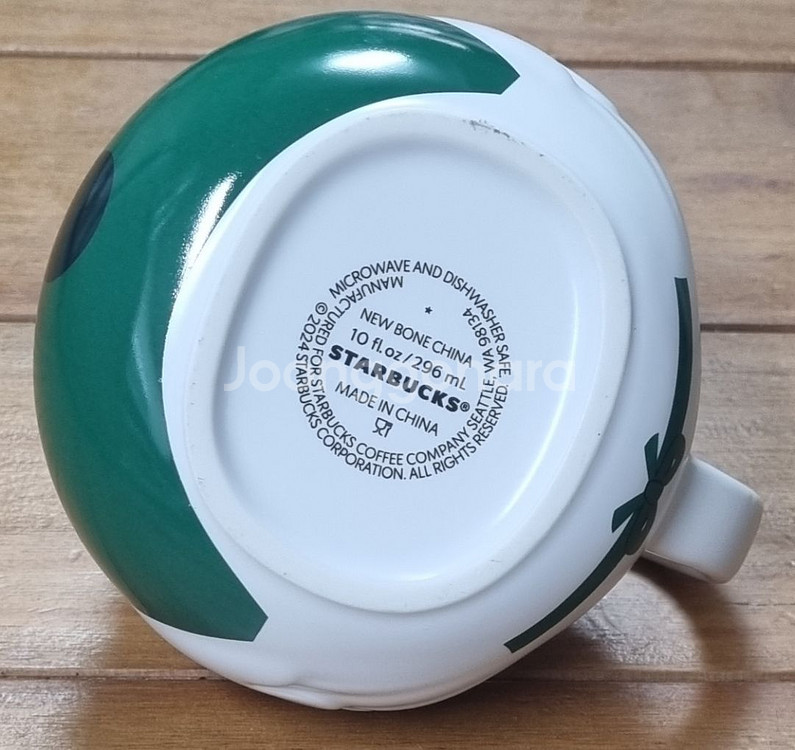 MICROWAVE AND DISHWASHER SAFE.
© 2024 STARBUCKS CORPORATION. ALL RIGHTS RESERVED.
MANUFACTURED FOR STARBUCKS COFFEE COMPANY SEATTLE, WA 98134
NEW BONE CHINA
10 fl oz / 296 mL
STARBUCKS®
MADE IN CHINA
Joonggonara